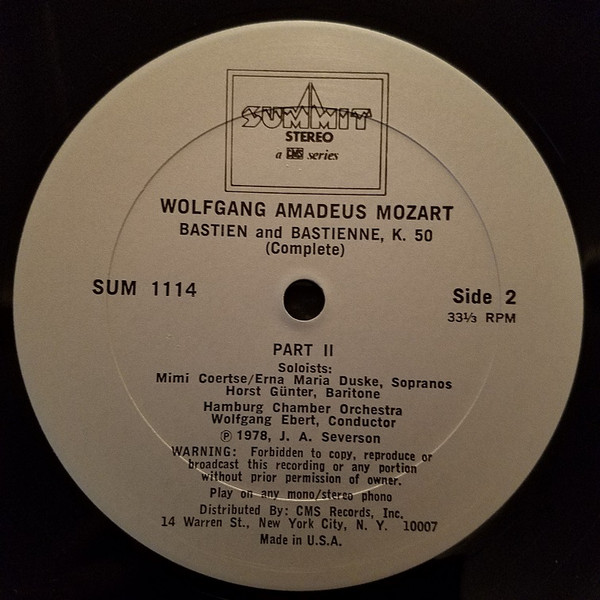 SUMMIT
STEREO
a CMS series
WOLFGANG AMADEUS MOZART
BASTIEN and BASTIENNE, K. 50
(Complete)
SUM 1114
Side 2
33⅓ RPM
PART II
Soloists:
Mimi Coertse/Erna Maria Duske, Sopranos
Horst Günter, Baritone
Hamburg Chamber Orchestra
Wolfgang Ebert, Conductor
℗ 1978, J. A. Severson
WARNING: Forbidden to copy, reproduce or
broadcast this recording or any portion
without prior permission of owner.
Play on any mono/stereo phono
Distributed By: CMS Records, Inc.
14 Warren St., New York City, N. Y. 10007
Made in U.S.A.